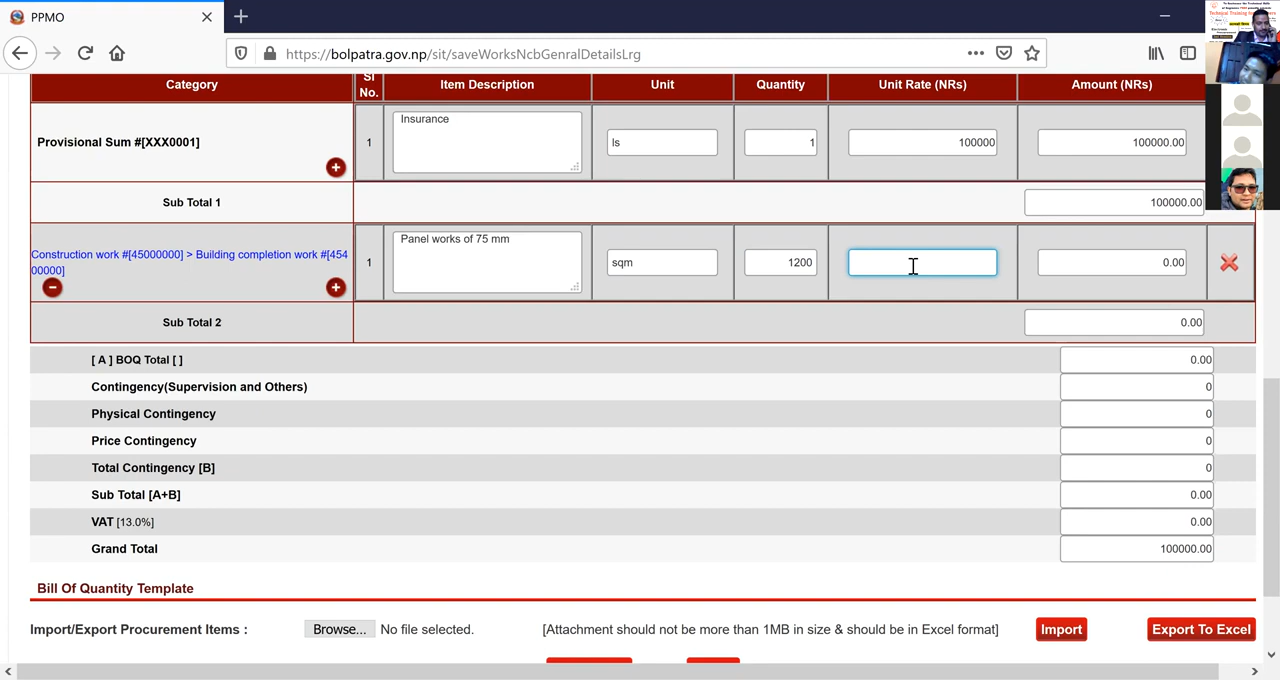 PPMO
https://bolpatra.gov.np/sit/saveWorksNcbGenralDetailsLrg
Category
Sl
No.
Item Description
Unit
Quantity
Unit Rate (NRs)
Amount (NRs)
Provisional Sum #[XXX0001]
1
Insurance
ls
1
100000
100000.00
Sub Total 1
100000.00
Construction work #[45000000] > Building completion work #[454
00000]
1
Panel works of 75 mm
sqm
1200
0.00
Sub Total 2
0.00
[ A ] BOQ Total [ ]
0.00
Contingency(Supervision and Others)
0
Physical Contingency
0
Price Contingency
0
Total Contingency [B]
0
Sub Total [A+B]
0.00
VAT [13.0%]
0.00
Grand Total
100000.00
Bill Of Quantity Template
Import/Export Procurement Items :
Browse...
No file selected.
[Attachment should not be more than 1MB in size & should be in Excel format]
Import
Export To Excel